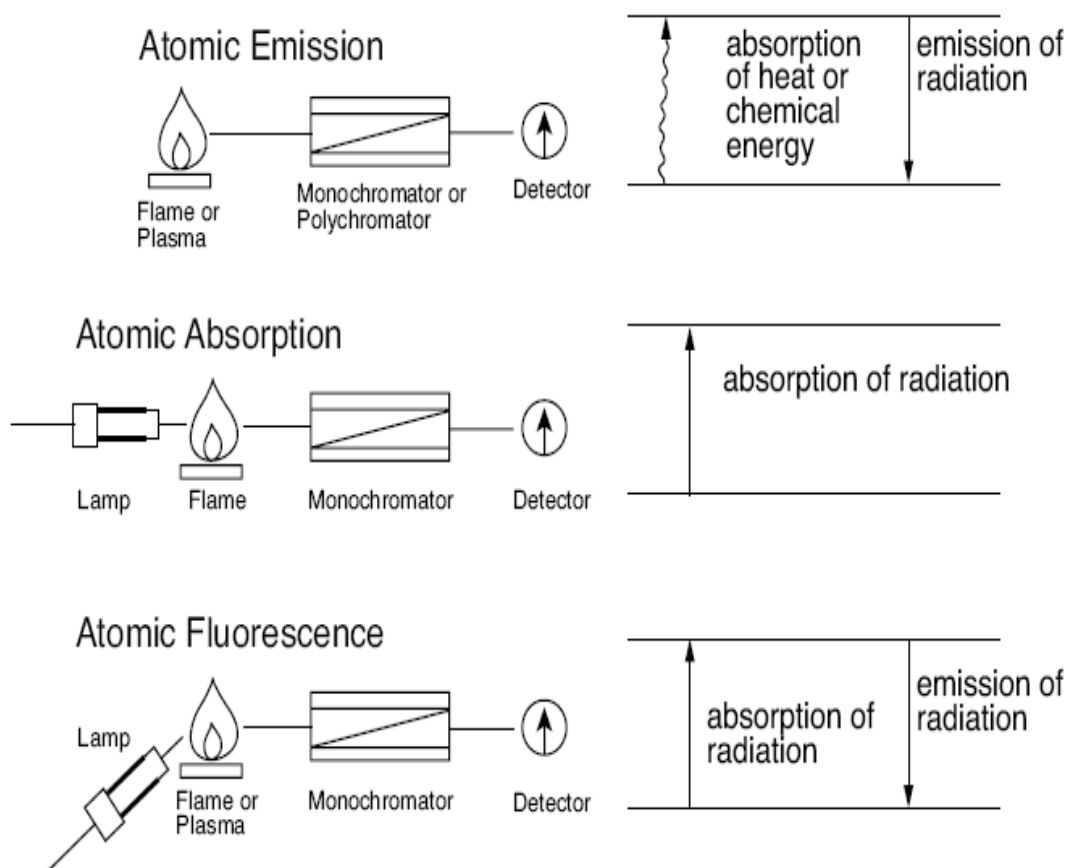 Atomic Emission
Flame or
Plasma
Monochromator or
Polychromator
Detector
absorption
of heat or
chemical
energy
emission of
radiation
Atomic Absorption
Lamp
Flame
Monochromator
Detector
absorption of radiation
Atomic Fluorescence
Lamp
Flame or
Plasma
Monochromator
Detector
absorption of
radiation
emission of
radiation